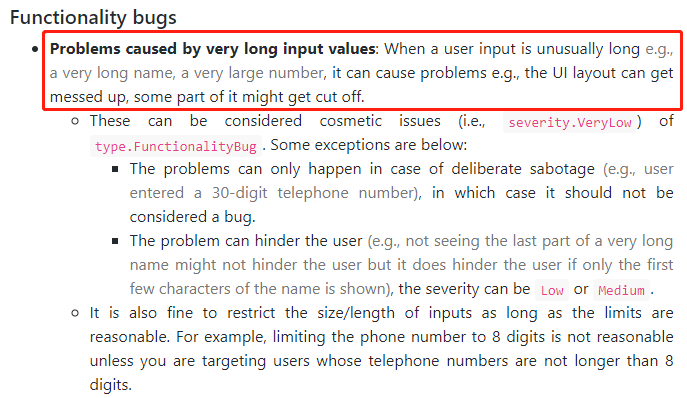 Functionality bugs
• Problems caused by very long input values: When a user input is unusually long e.g.,
a very long name, a very large number, it can cause problems e.g., the UI layout can get
messed up, some part of it might get cut off.
○ These can be considered cosmetic issues (i.e., severity.VeryLow) of
type.FunctionalityBug. Some exceptions are below:
▪ The problems can only happen in case of deliberate sabotage (e.g., user
entered a 30-digit telephone number), in which case it should not be
considered a bug.
▪ The problem can hinder the user (e.g., not seeing the last part of a very long
name might not hinder the user but it does hinder the user if only the first
few characters of the name is shown), the severity can be Low or Medium.
○ It is also fine to restrict the size/length of inputs as long as the limits are
reasonable. For example, limiting the phone number to 8 digits is not reasonable
unless you are targeting users whose telephone numbers are not longer than 8
digits.